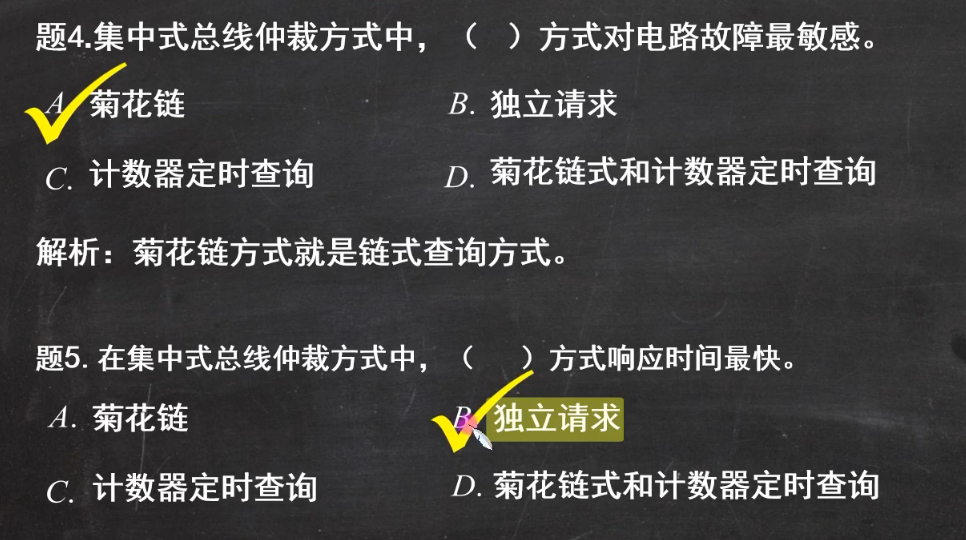 题4.集中式总线仲裁方式中，（ ）方式对电路故障最敏感。
A. 菊花链 B. 独立请求
C. 计数器定时查询 D. 菊花链式和计数器定时查询
解析：菊花链方式就是链式查询方式。
题5. 在集中式总线仲裁方式中，（ ）方式响应时间最快。
A. 菊花链 B. 独立请求
C. 计数器定时查询 D. 菊花链式和计数器定时查询